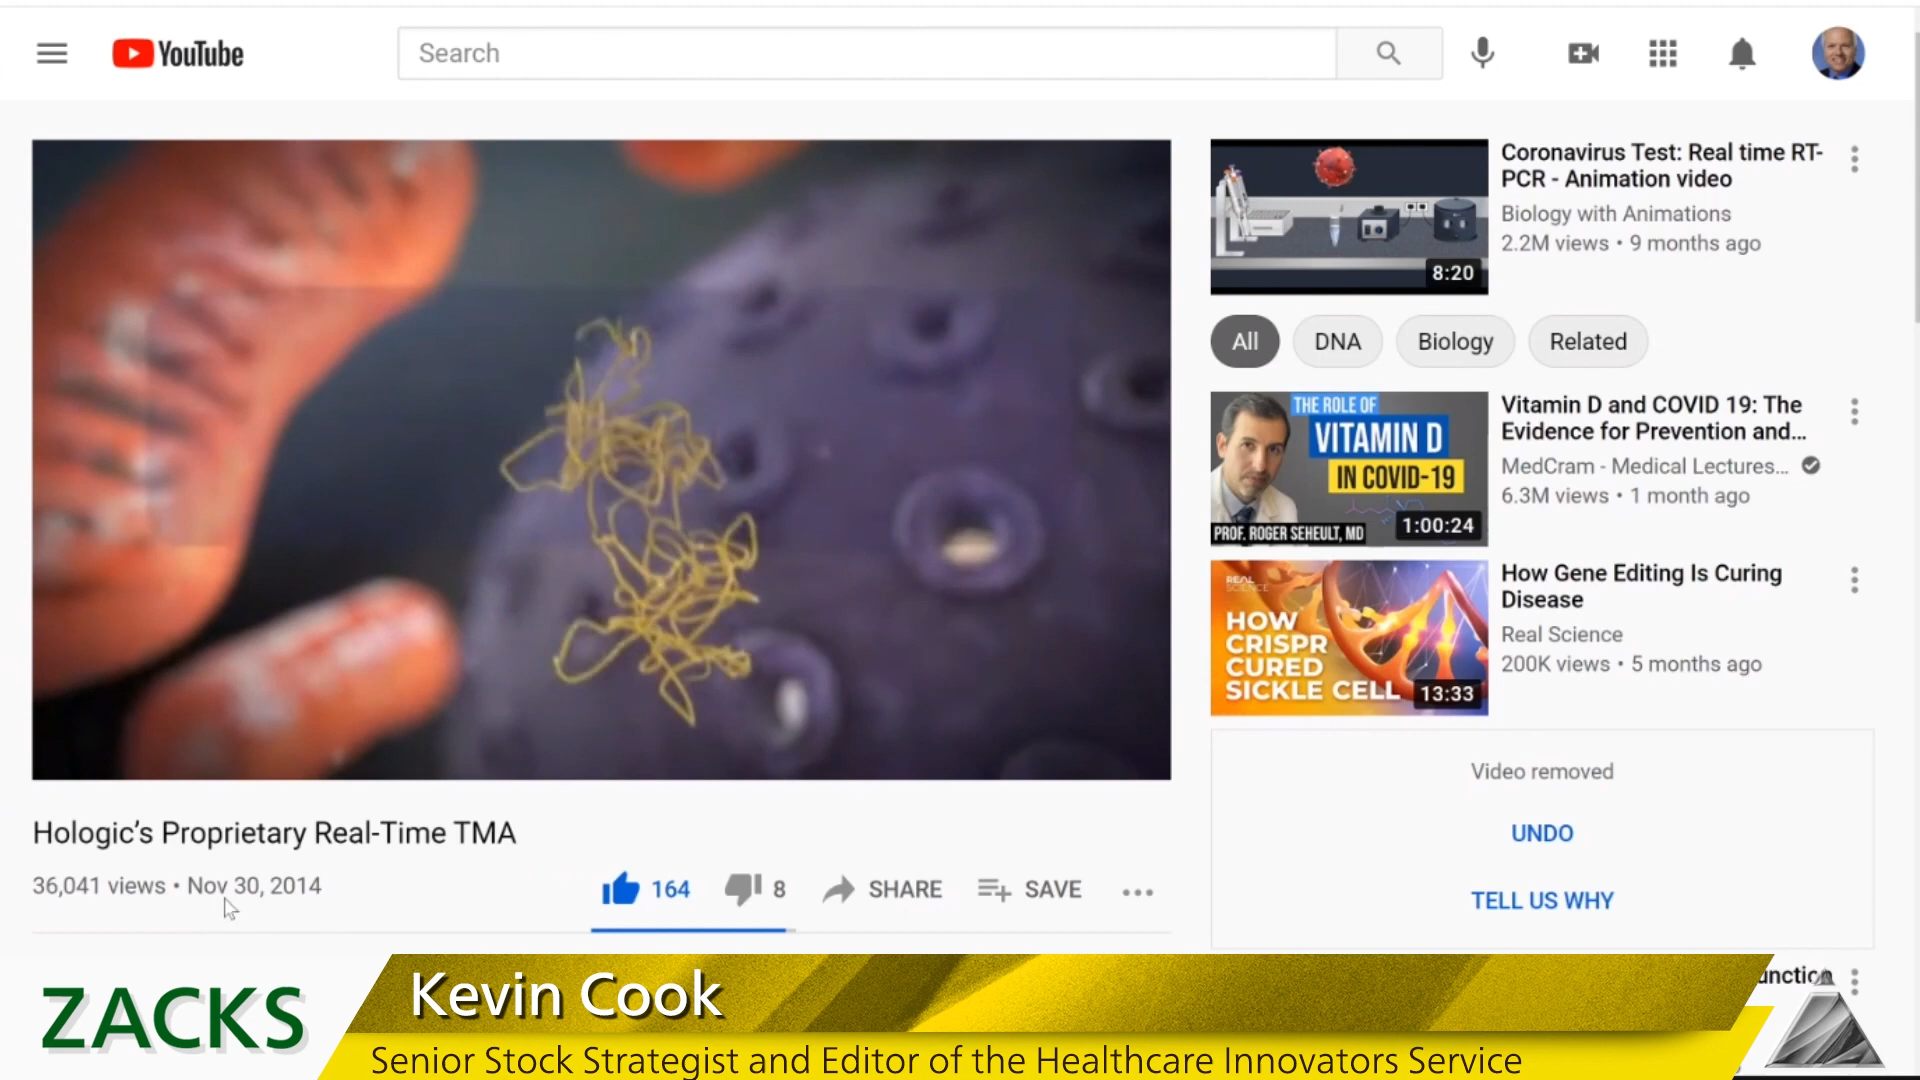 YouTube
Search
Coronavirus Test: Real time RT-
PCR - Animation video
Biology with Animations
2.2M views • 9 months ago
8:20
All
DNA
Biology
Related
THE ROLE OF
VITAMIN D
IN COVID-19
PROF. ROGER SEHEULT, MD
1:00:24
Vitamin D and COVID 19: The
Evidence for Prevention and...
MedCram - Medical Lectures...
6.3M views • 1 month ago
REAL
SCIENCE
HOW
CRISPR
CURED
SICKLE CELL
13:33
How Gene Editing Is Curing
Disease
Real Science
200K views • 5 months ago
Video removed
UNDO
TELL US WHY
Hologic's Proprietary Real-Time TMA
36,041 views • Nov 30, 2014
164
8
SHARE
SAVE
ZACKS
Kevin Cook
Senior Stock Strategist and Editor of the Healthcare Innovators Service